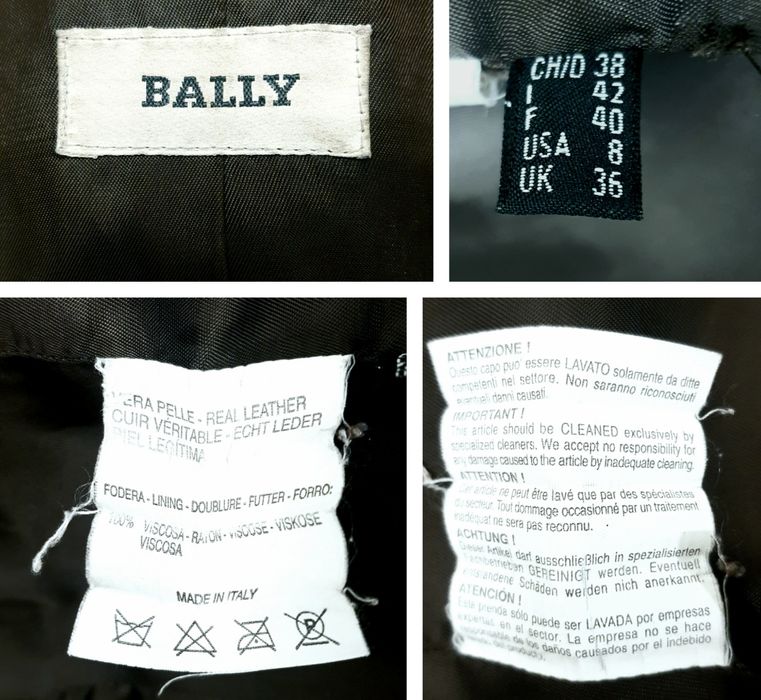 BALLY
CH/D 38
I 42
F 40
USA 8
UK 36
VERA PELLE - REAL LEATHER
CUIR VÉRITABLE - ECHT LEDER
PIEL LEGITIMA
FODERA - LINING - DOUBLURE - FUTTER - FORRO:
100% VISCOSA - RAYON - VISCOSE - VISKOSE
VISCOSA
MADE IN ITALY
P
ATTENZIONE !
Questo capo puo' essere LAVATO solamente da ditte
competenti nel settore. Non saranno riconosciuti
eventuali danni causati.
IMPORTANT !
This article should be CLEANED exclusively by
specialized cleaners. We accept no responsibility for
any damage caused to the article by inadequate cleaning.
ATTENTION !
article ne peut être lavé que par des spécialistes
du secteur. Tout dommage occasionné par un traitement
inadéquat ne sera pas reconnu.
ACHTUNG !
Dieser Artikel darf ausschließlich in spezialisierten
Fachbetrieben GEREINIGT werden. Eventuell
entstandene Schäden werden nich anerkannt.
ATENCIÓN !
Esta prenda sólo puede ser LAVADA por empresas
expertas en el sector. La empresa no se hace
responsable de los daños causados por el indebido
del producto.